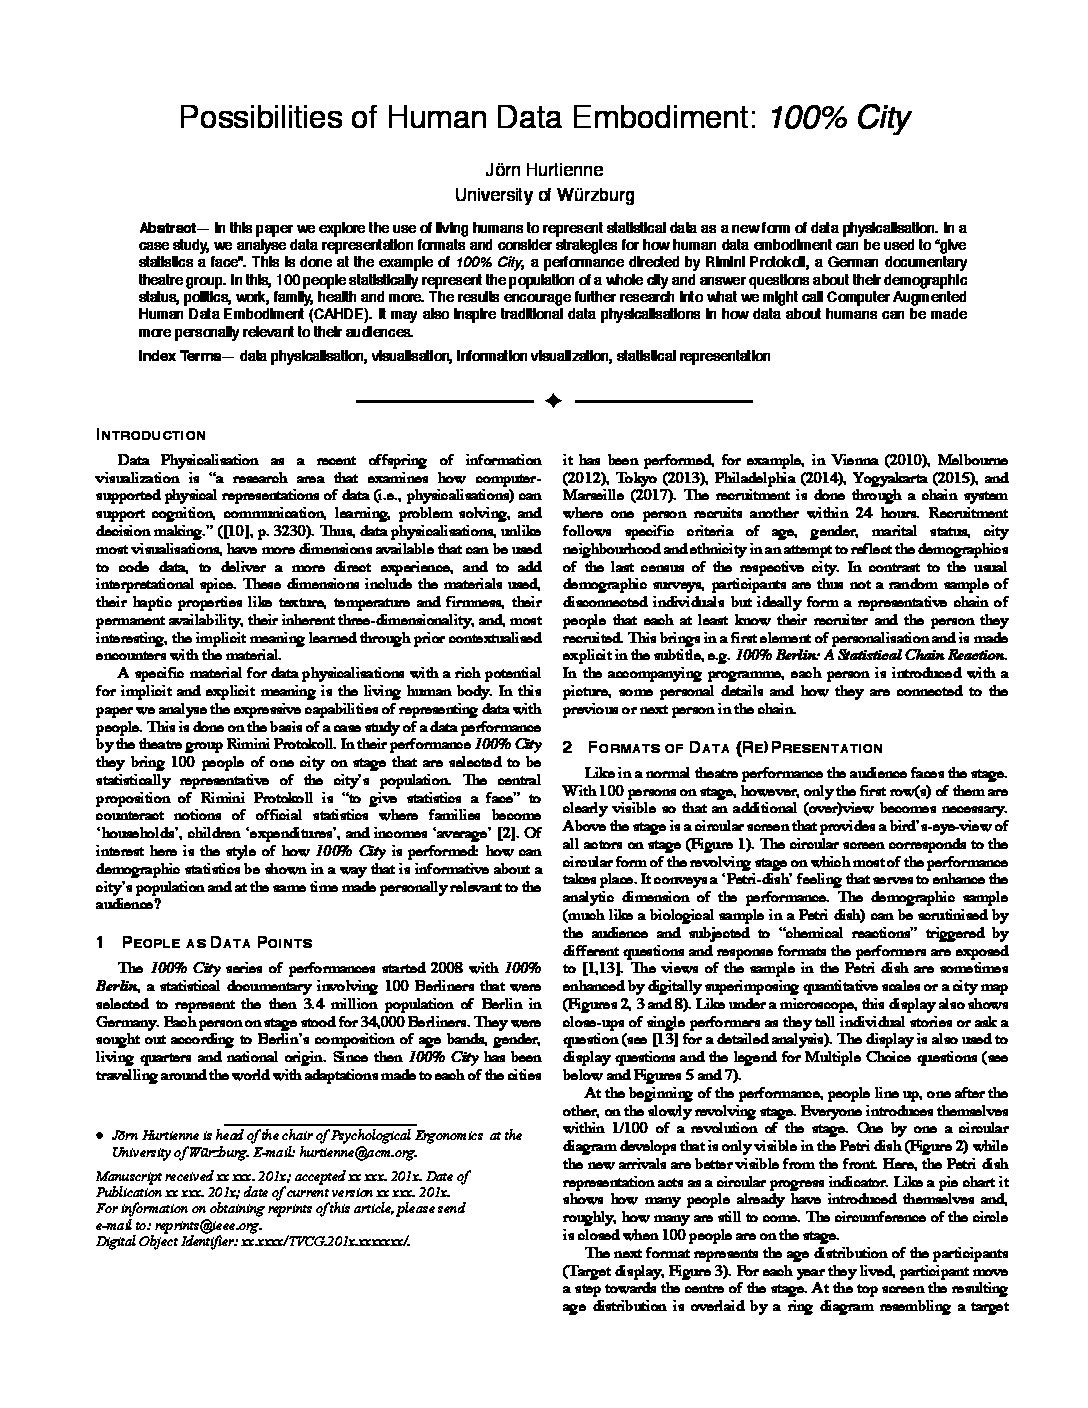 Possibilities of Human Data Embodiment: 100% City
Jörn Hurtienne
University of Würzburg
Abstract— In this paper we explore the use of living humans to represent statistical data as a new form of data physicalisation. In a
case study, we analyse data representation formats and consider strategies for how human data embodiment can be used to “give
statistics a face”. This is done at the example of 100% City, a performance directed by Rimini Protokoll, a German documentary
theatre group. In this, 100 people statistically represent the population of a whole city and answer questions about their demographic
status, politics, work, family, health and more. The results encourage further research into what we might call Computer Augmented
Human Data Embodiment (CAHDE). It may also inspire traditional data physicalisations in how data about humans can be made
more personally relevant to their audiences.
Index Terms— data physicalisation, visualisation, information visualization, statistical representation
INTRODUCTION
Data Physicalisation as a recent offspring of information
visualization is “a research area that examines how computer-
supported physical representations of data (i.e., physicalisations) can
support cognition, communication, learning, problem solving, and
decision making.” ([10], p. 3230). Thus, data physicalisations, unlike
most visualisations, have more dimensions available that can be used
to code data, to deliver a more direct experience, and to add
interpretational spice. These dimensions include the materials used,
their haptic properties like texture, temperature and firmness, their
permanent availability, their inherent three-dimensionality, and, most
interesting, the implicit meaning learned through prior contextualised
encounters with the material.
A specific material for data physicalisations with a rich potential
for implicit and explicit meaning is the living human body. In this
paper we analyse the expressive capabilities of representing data with
people. This is done on the basis of a case study of a data performance
by the theatre group Rimini Protokoll. In their performance 100% City
they bring 100 people of one city on stage that are selected to be
statistically representative of the city’s population. The central
proposition of Rimini Protokoll is “to give statistics a face” to
counteract notions of official statistics where families become
‘households’, children ‘expenditures’, and incomes ‘average’ [2]. Of
interest here is the style of how 100% City is performed: how can
demographic statistics be shown in a way that is informative about a
city’s population and at the same time made personally relevant to the
audience?
1 PEOPLE AS DATA POINTS
The 100% City series of performances started 2008 with 100%
Berlin, a statistical documentary involving 100 Berliners that were
selected to represent the then 3.4 million population of Berlin in
Germany. Each person on stage stood for 34,000 Berliners. They were
sought out according to Berlin’s composition of age bands, gender,
living quarters and national origin. Since then 100% City has been
travelling around the world with adaptations made to each of the cities
• Jörn Hurtienne is head of the chair of Psychological Ergonomics at the
University of Würzburg. E-mail: hurtienne@acm.org.
Manuscript received xx xxx. 201x; accepted xx xxx. 201x. Date of
Publication xx xxx. 201x; date of current version xx xxx. 201x.
For information on obtaining reprints of this article, please send
e-mail to: reprints@ieee.org.
Digital Object Identifier: xx.xxxx/TVCG.201x.xxxxxxx/.
it has been performed, for example, in Vienna (2010), Melbourne
(2012), Tokyo (2013), Philadelphia (2014), Yogyakarta (2015), and
Marseille (2017). The recruitment is done through a chain system
where one person recruits another within 24 hours. Recruitment
follows specific criteria of age, gender, marital status, city
neighbourhood and ethnicity in an attempt to reflect the demographics
of the last census of the respective city. In contrast to the usual
demographic surveys, participants are thus not a random sample of
disconnected individuals but ideally form a representative chain of
people that each at least know their recruiter and the person they
recruited. This brings in a first element of personalisation and is made
explicit in the subtitle, e.g. 100% Berlin: A Statistical Chain Reaction.
In the accompanying programme, each person is introduced with a
picture, some personal details and how they are connected to the
previous or next person in the chain.
2 FORMATS OF DATA (RE)PRESENTATION
Like in a normal theatre performance the audience faces the stage.
With 100 persons on stage, however, only the first row(s) of them are
clearly visible so that an additional (over)view becomes necessary.
Above the stage is a circular screen that provides a bird’s-eye-view of
all actors on stage (Figure 1). The circular screen corresponds to the
circular form of the revolving stage on which most of the performance
takes place. It conveys a ‘Petri-dish’ feeling that serves to enhance the
analytic dimension of the performance. The demographic sample
(much like a biological sample in a Petri dish) can be scrutinised by
the audience and subjected to “chemical reactions” triggered by
different questions and response formats the performers are exposed
to [1,13]. The views of the sample in the Petri dish are sometimes
enhanced by digitally superimposing quantitative scales or a city map
(Figures 2, 3 and 8). Like under a microscope, this display also shows
close-ups of single performers as they tell individual stories or ask a
question (see [13] for a detailed analysis). The display is also used to
display questions and the legend for Multiple Choice questions (see
below and Figures 5 and 7).
At the beginning of the performance, people line up, one after the
other, on the slowly revolving stage. Everyone introduces themselves
within 1/100 of a revolution of the stage. One by one a circular
diagram develops that is only visible in the Petri dish (Figure 2) while
the new arrivals are better visible from the front. Here, the Petri dish
representation acts as a circular progress indicator. Like a pie chart it
shows how many people already have introduced themselves and,
roughly, how many are still to come. The circumference of the circle
is closed when 100 people are on the stage.
The next format represents the age distribution of the participants
(Target display, Figure 3). For each year they lived, participant move
a step towards the centre of the stage. At the top screen the resulting
age distribution is overlaid by a ring diagram resembling a target